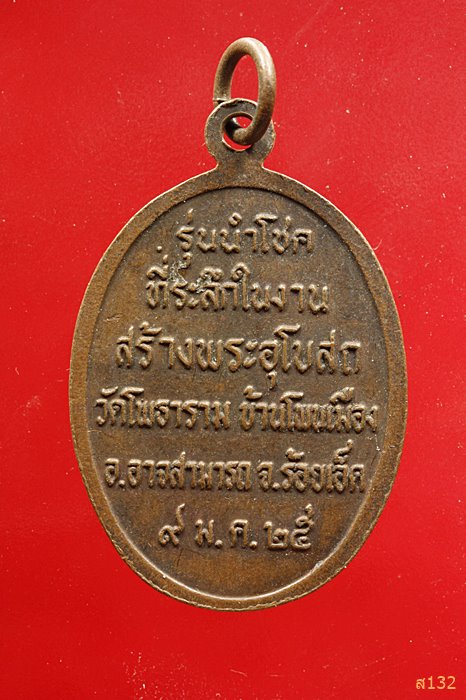 รุ่นนำโชค
ที่ระลึกในงาน
สร้างพระอุโบสถ
วัดโพธาราม บ้านโพนเมือง
อ.อาจสามารถ จ.ร้อยเอ็ด
๙ ม.ค. ๒๕
ส132